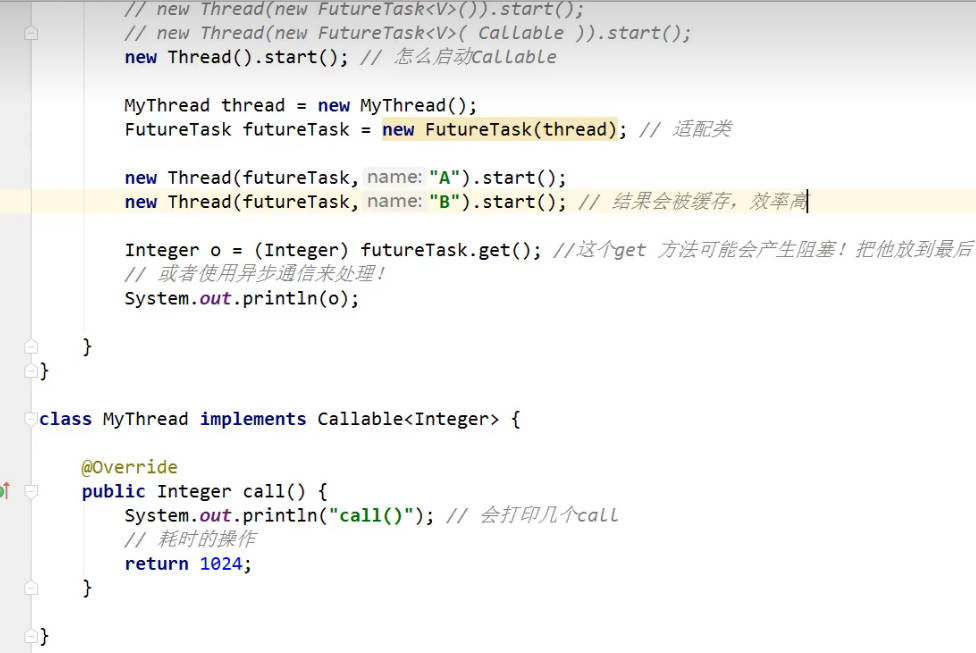 // new Thread(new FutureTask<V>()).start();
// new Thread(new FutureTask<V>( Callable )).start();
new Thread().start(); // 怎么启动Callable
MyThread thread = new MyThread();
FutureTask futureTask = new FutureTask(thread); // 适配类
new Thread(futureTask, name: "A").start();
new Thread(futureTask, name: "B").start(); // 结果会被缓存，效率高
Integer o = (Integer) futureTask.get(); //这个get 方法可能会产生阻塞！把他放到最后
// 或者使用异步通信来处理！
System.out.println(o);
}
}
class MyThread implements Callable<Integer> {
@Override
public Integer call() {
System.out.println("call()"); // 会打印几个call
// 耗时的操作
return 1024;
}
}